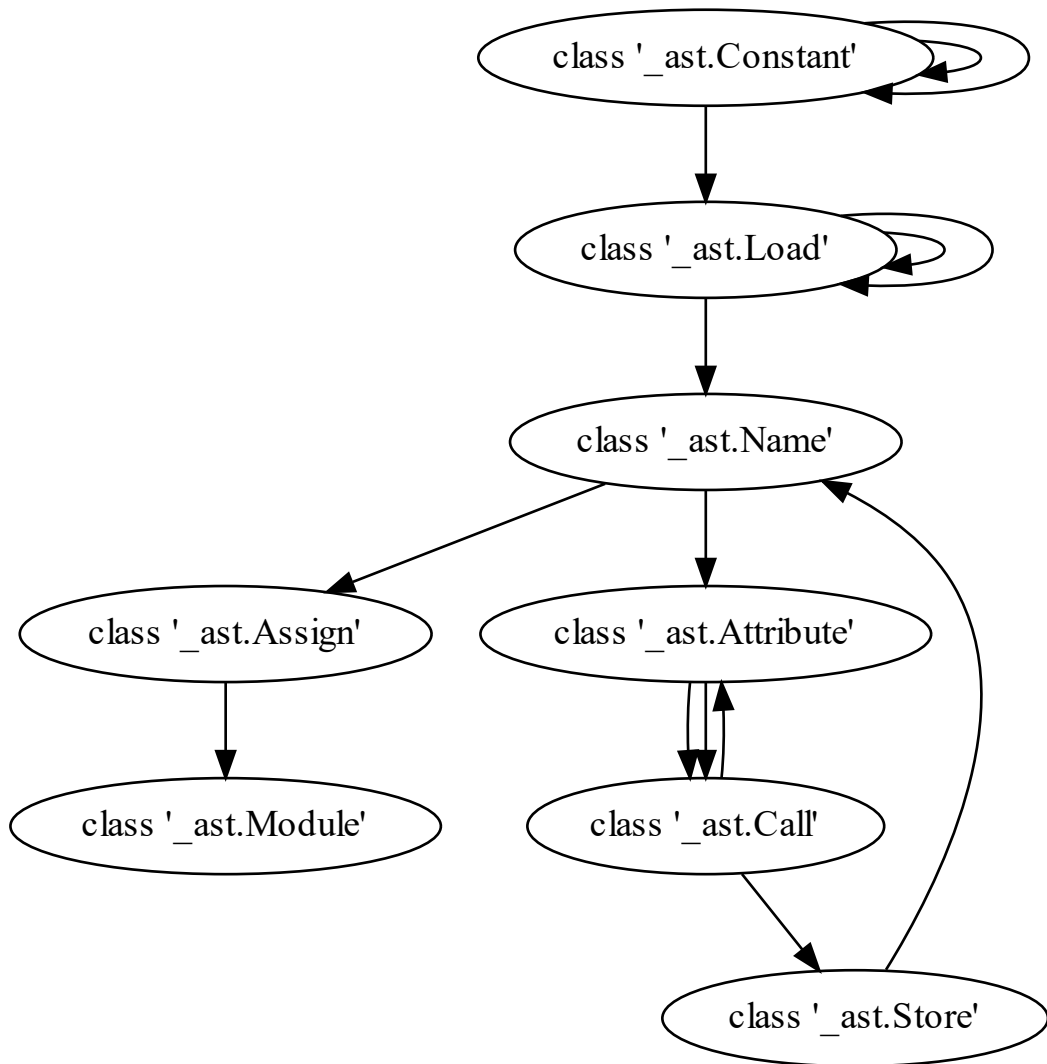 class '_ast.Constant'
class '_ast.Load'
class '_ast.Name'
class '_ast.Assign'
class '_ast.Attribute'
class '_ast.Module'
class '_ast.Call'
class '_ast.Store'